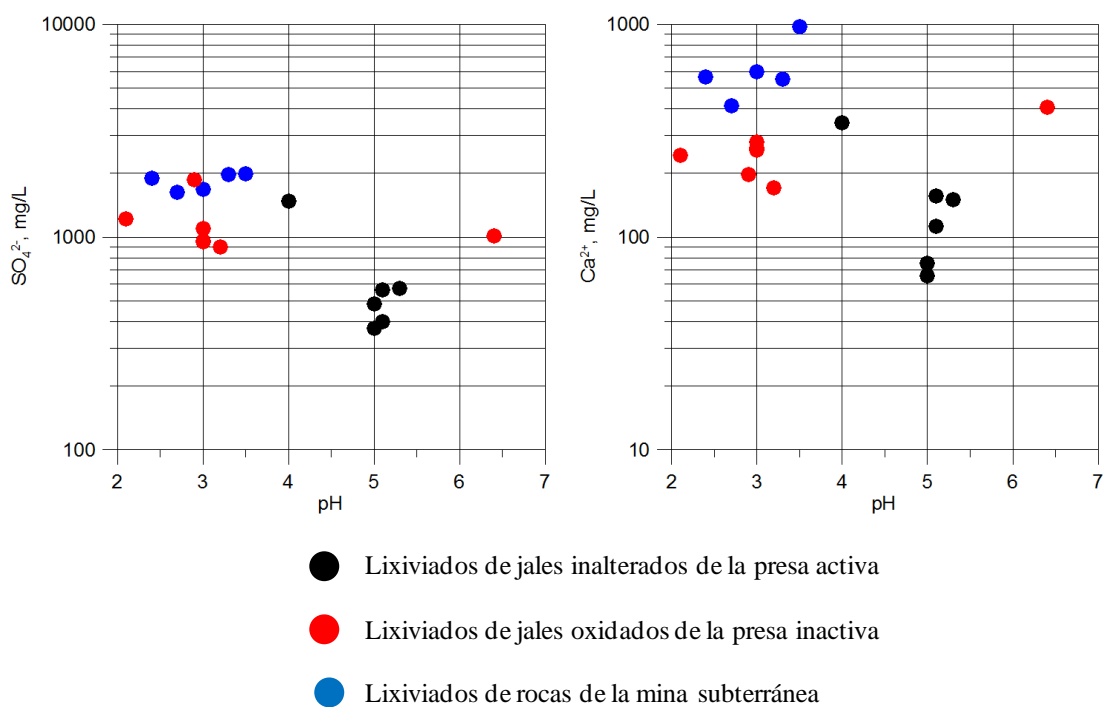 10000
1000
100
SO₄²⁻, mg/L
2 3 4 5 6 7
pH
1000
100
10
Ca²⁺, mg/L
2 3 4 5 6 7
pH
Lixiviados de jales inalterados de la presa activa
Lixiviados de jales oxidados de la presa inactiva
Lixiviados de rocas de la mina subterránea